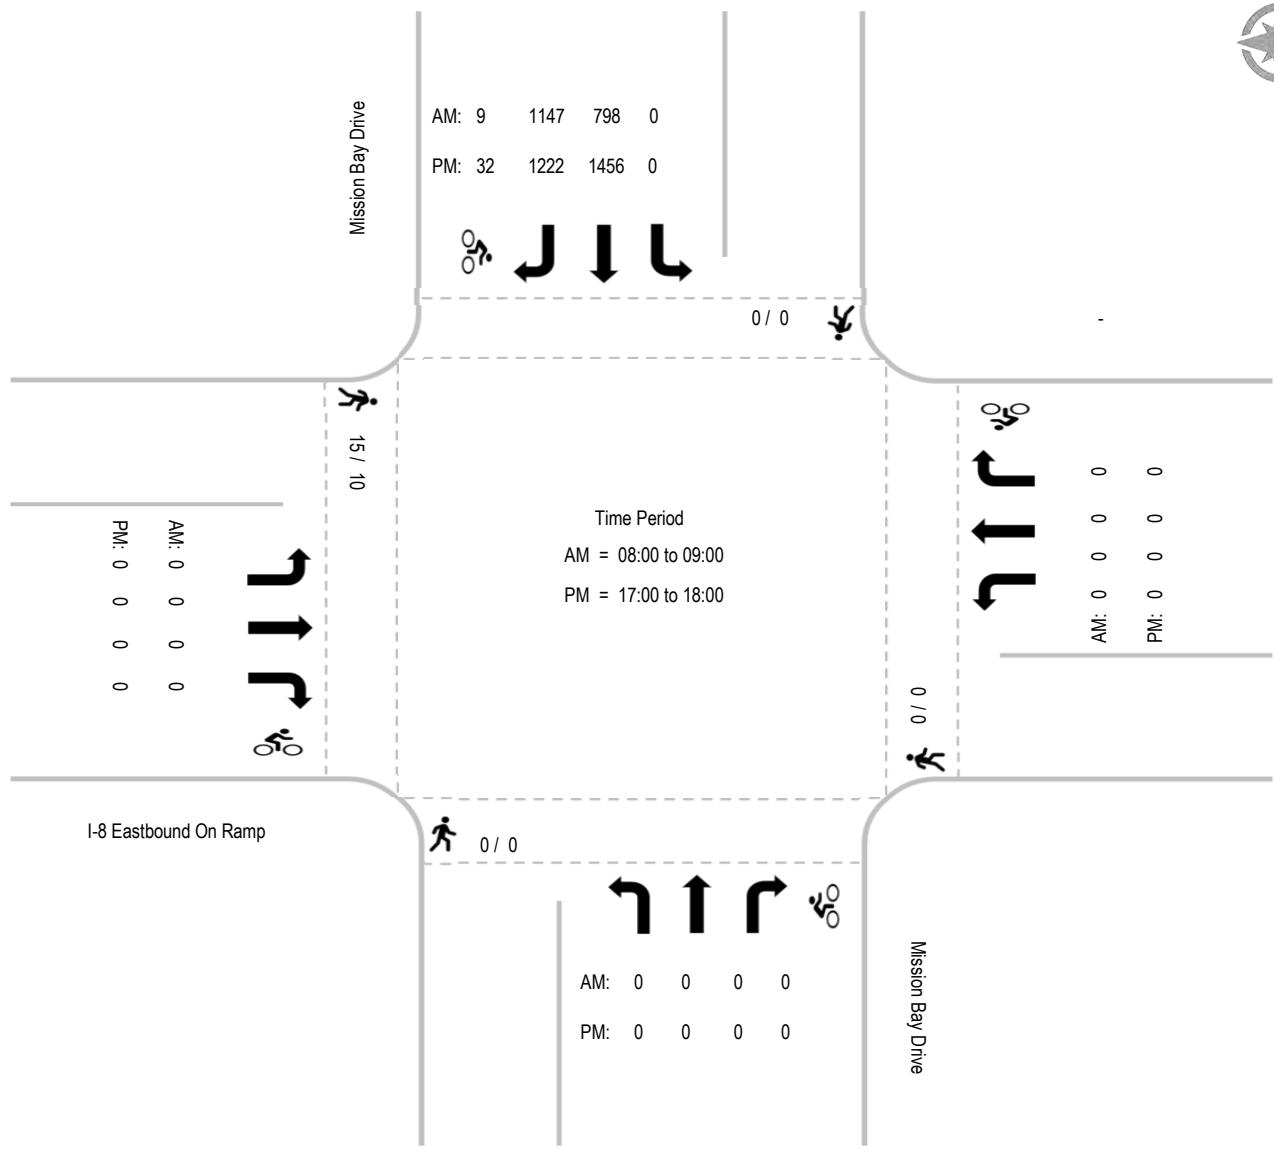 Mission Bay Drive
AM: 9 1147 798 0
PM: 32 1222 1456 0
0 / 0
-
15 / 10
AM: 0 0 0 0
PM: 0 0 0 0
Time Period
AM = 08:00 to 09:00
PM = 17:00 to 18:00
AM: 0 0 0 0
PM: 0 0 0 0
0 / 0
I-8 Eastbound On Ramp
0 / 0
AM: 0 0 0 0
PM: 0 0 0 0
Mission Bay Drive